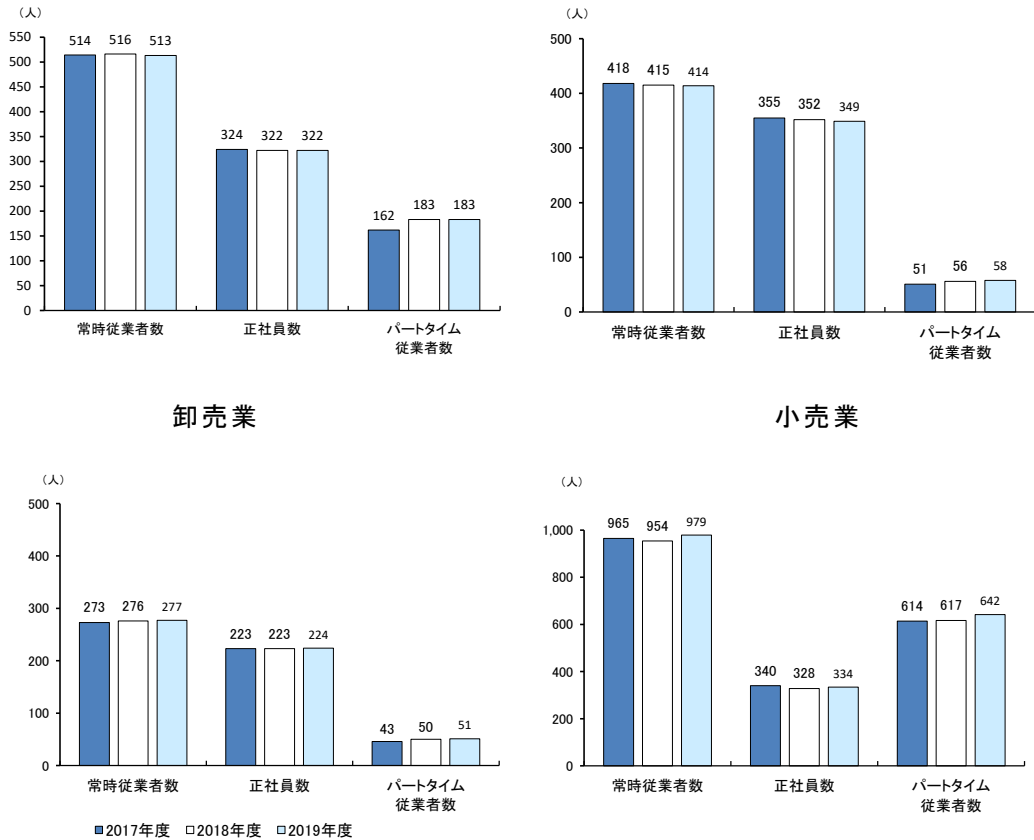 （人）
550
500
450
400
350
300
250
200
150
100
50
0
514
516
513
324
322
322
162
183
183
常時従業者数
正社員数
パートタイム
従業者数
（人）
500
400
300
200
100
0
418
415
414
355
352
349
51
56
58
常時従業者数
正社員数
パートタイム
従業者数
卸売業
（人）
500
400
300
200
100
0
273
276
277
223
223
224
43
50
51
常時従業者数
正社員数
パートタイム
従業者数
小売業
（人）
1,000
800
600
400
200
0
965
954
979
340
328
334
614
617
642
常時従業者数
正社員数
パートタイム
従業者数
2017年度
2018年度
2019年度